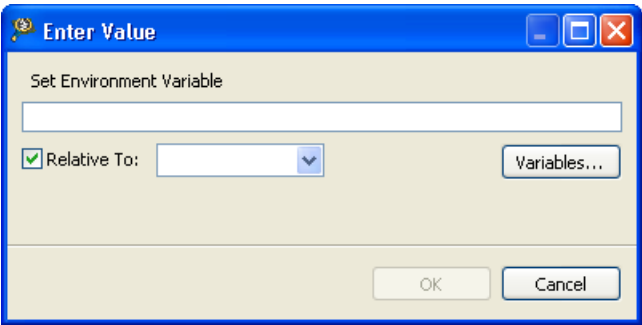 Enter Value
Set Environment Variable
Relative To:
Variables...
OK
Cancel